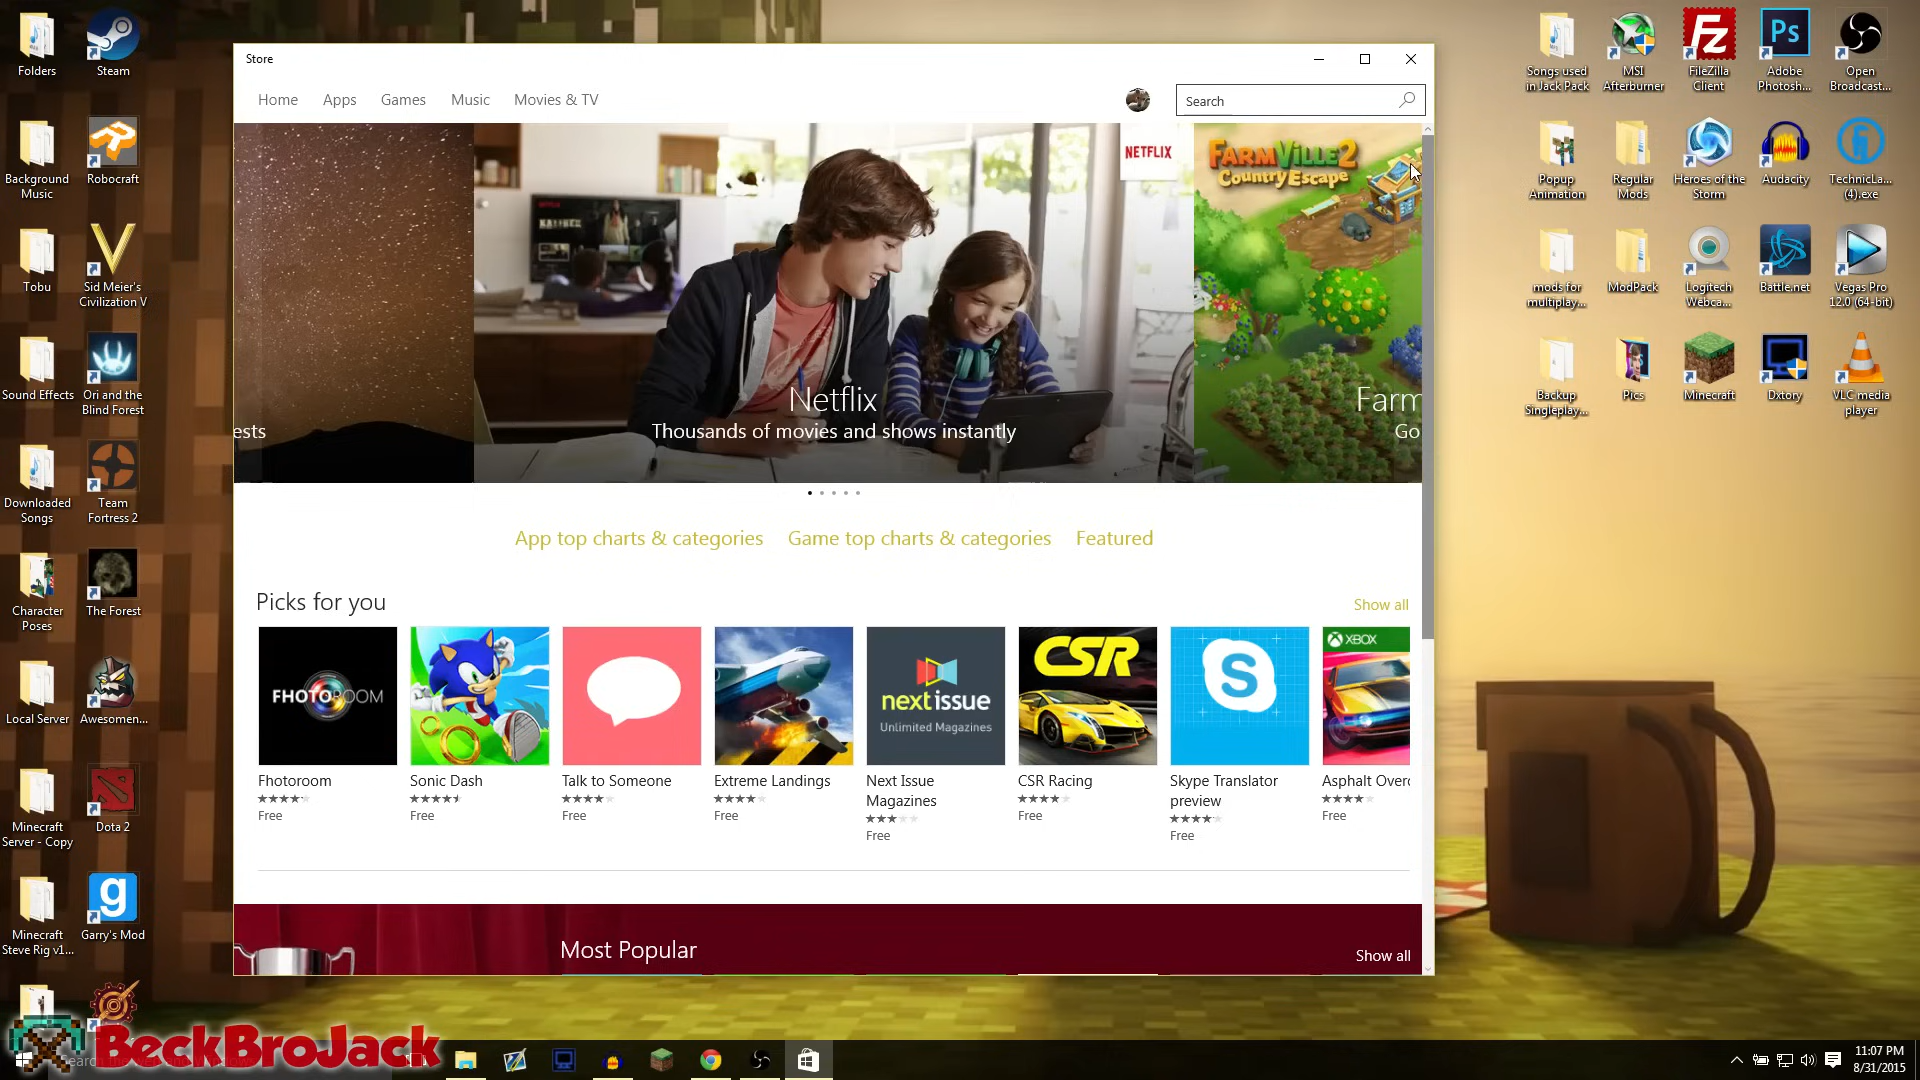 Folders
Steam
Background
Music
Robocraft
Tobu
Sid Meier's
Civilization V
Sound Effects
Ori and the
Blind Forest
Downloaded
Songs
Team
Fortress 2
Character
Poses
The Forest
Local Server
Awesomen...
Minecraft
Server - Copy
Dota 2
Minecraft
Steve Rig v1...
g
Garry's Mod
Store
Home Apps Games Music Movies & TV
Search
NETFLIX
FARMVILLE 2
Country Escape
ests
Netflix
Thousands of movies and shows instantly
Farm
Go
App top charts & categories Game top charts & categories Featured
Picks for you
Show all
FHOTOROOM
next issue
Unlimited Magazines
CSR
S
XBOX
Fhotoroom
Free
Sonic Dash
Free
Talk to Someone
Free
Extreme Landings
Free
Next Issue
Magazines
Free
CSR Racing
Free
Skype Translator
preview
Free
Asphalt Overd
Free
Most Popular
Show all
Songs used
in Jack Pack
MSI
Afterburner
Fz
FileZilla
Client
Ps
Adobe
Photosh...
Open
Broadcast...
Popup
Animation
Regular
Mods
Heroes of the
Storm
Audacity
TechnicLa...
(4).exe
mods for
multiplay...
ModPack
Logitech
Webca...
Battle.net
Vegas Pro
12.0 (64-bit)
Backup
Singleplay...
Pics
Minecraft
Dxtory
VLC media
player
BeckBroJack
11:07 PM
8/31/2015